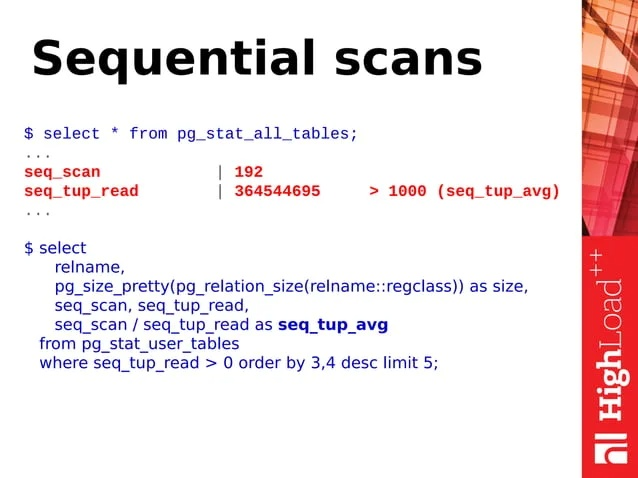 Sequential scans
$ select * from pg_stat_all_tables;
...
seq_scan | 192
seq_tup_read | 364544695 > 1000 (seq_tup_avg)
...
$ select
relname,
pg_size_pretty(pg_relation_size(relname::regclass)) as size,
seq_scan, seq_tup_read,
seq_scan / seq_tup_read as seq_tup_avg
from pg_stat_user_tables
where seq_tup_read > 0 order by 3,4 desc limit 5;
HighLoad++